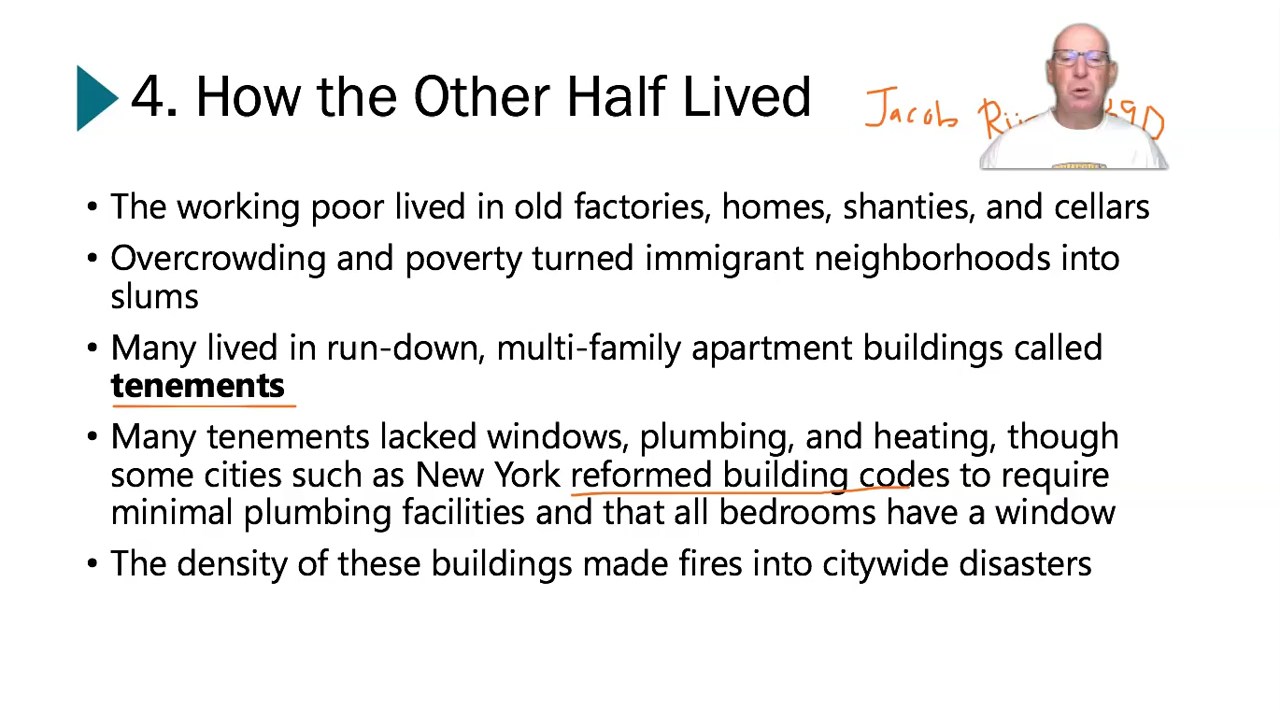 4. How the Other Half Lived
Jacob
• The working poor lived in old factories, homes, shanties, and cellars
• Overcrowding and poverty turned immigrant neighborhoods into
slums
• Many lived in run-down, multi-family apartment buildings called
tenements
• Many tenements lacked windows, plumbing, and heating, though
some cities such as New York reformed building codes to require
minimal plumbing facilities and that all bedrooms have a window
• The density of these buildings made fires into citywide disasters